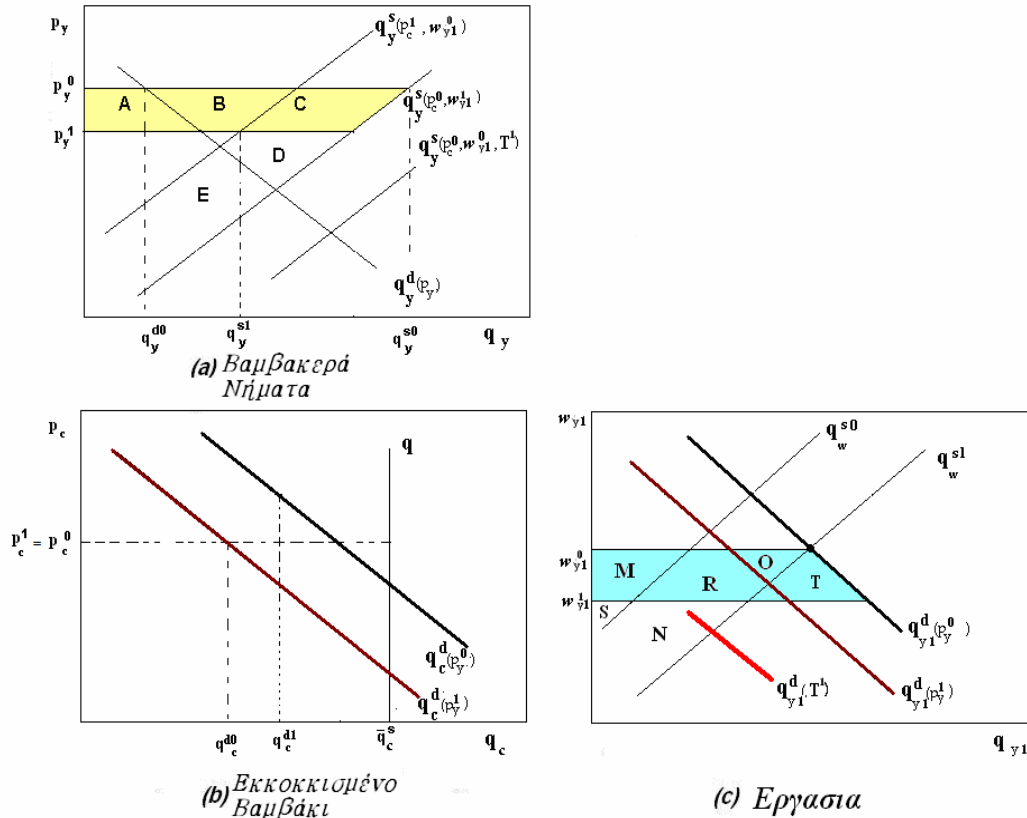 p_y
q_y^s(p_c^1, w_y1^0)
p_y^0
A B C
q_y^s(p_c^0, w_y1^1)
p_y^1
D
q_y^s(p_c^0, w_y1^0, T^1)
E
q_y^d(p_y)
q_y^d0 q_y^s1 q_y^s0 q_y
(a) Βαμβακερά
Νήματα
p_c
q
p_c^1 = p_c^0
q_c^d(p_y^0)
q_c^d(p_y^1)
q_c^d0 q_c^d1 q̅_c^s q_c
(b) Εκκοκκισμένο
Βαμβάκι
w_y1
q_w^s0
q_w^s1
w_y1^0
M O
R T
w_y1^1
S
N
q_y1^d(p_y^0)
q_y1^d(,T^1) q_y1^d(p_y^1)
q_y1
(c) Εργασια